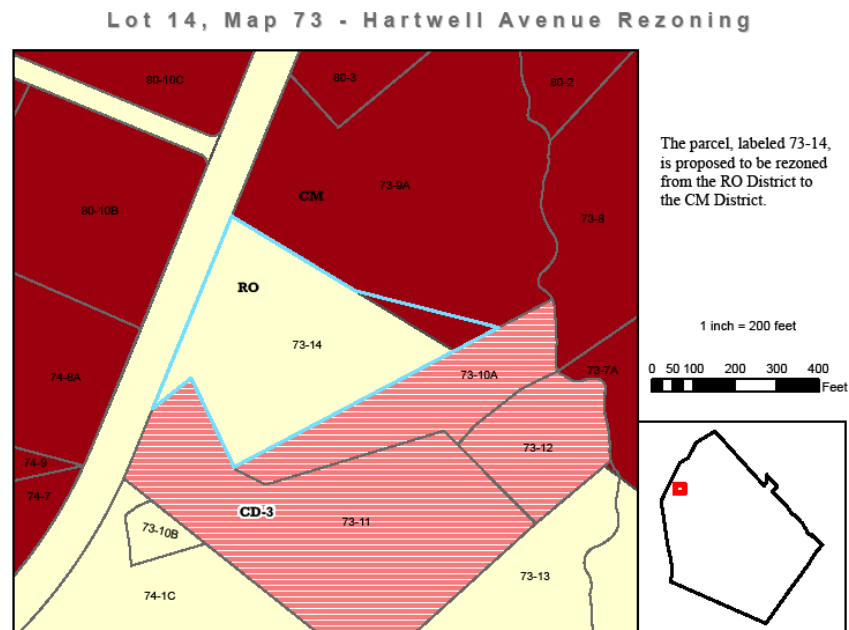 Lot 14, Map 73 - Hartwell Avenue Rezoning
80-10C
80-3
80-2
The parcel, labeled 73-14,
is proposed to be rezoned
from the RO District to
the CM District.
73-9A
CM
80-10B
73-8
RO
1 inch = 200 feet
73-14
74-8A
73-10A
73-7A
0 50 100 200 300 400
Feet
73-12
74-9
74-7
CD-3
73-11
73-10B
73-13
74-1C